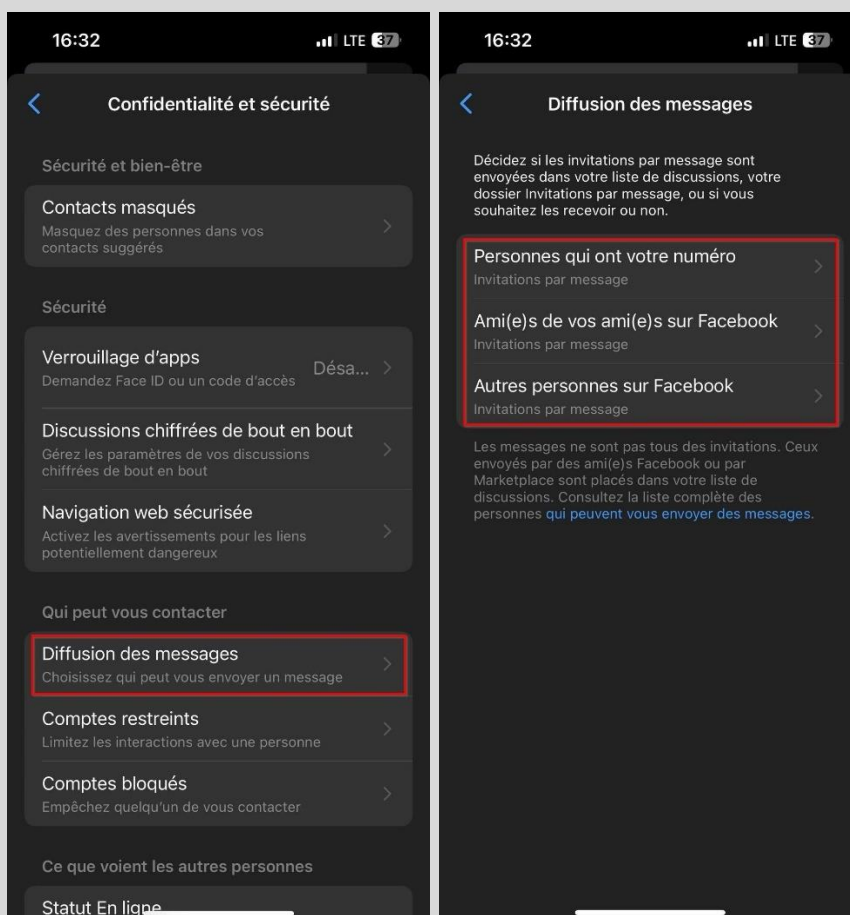 16:32
LTE 37
Confidentialité et sécurité
Sécurité et bien-être
Contacts masqués
Masquez des personnes dans vos
contacts suggérés
Sécurité
Verrouillage d'apps
Désa...
Demandez Face ID ou un code d'accès
Discussions chiffrées de bout en bout
Gérez les paramètres de vos discussions
chiffrées de bout en bout
Navigation web sécurisée
Activez les avertissements pour les liens
potentiellement dangereux
Qui peut vous contacter
Diffusion des messages
Choisissez qui peut vous envoyer un message
Comptes restreints
Limitez les interactions avec une personne
Comptes bloqués
Empêchez quelqu'un de vous contacter
Ce que voient les autres personnes
Statut En ligne
16:32
LTE 37
Diffusion des messages
Décidez si les invitations par message sont
envoyées dans votre liste de discussions, votre
dossier Invitations par message, ou si vous
souhaitez les recevoir ou non.
Personnes qui ont votre numéro
Invitations par message
Ami(e)s de vos ami(e)s sur Facebook
Invitations par message
Autres personnes sur Facebook
Invitations par message
Les messages ne sont pas tous des invitations. Ceux
envoyés par des ami(e)s Facebook ou par
Marketplace sont placés dans votre liste de
discussions. Consultez la liste complète des
personnes qui peuvent vous envoyer des messages.